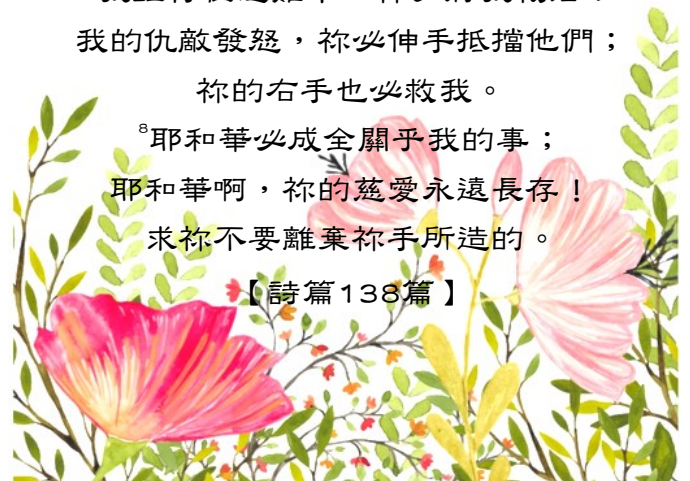 我的仇敵發怒，祢必伸手抵擋他們；
祢的右手也必救我。
⁸耶和華必成全關乎我的事；
耶和華啊，祢的慈愛永遠長存！
求祢不要離棄祢手所造的。
【詩篇138篇】